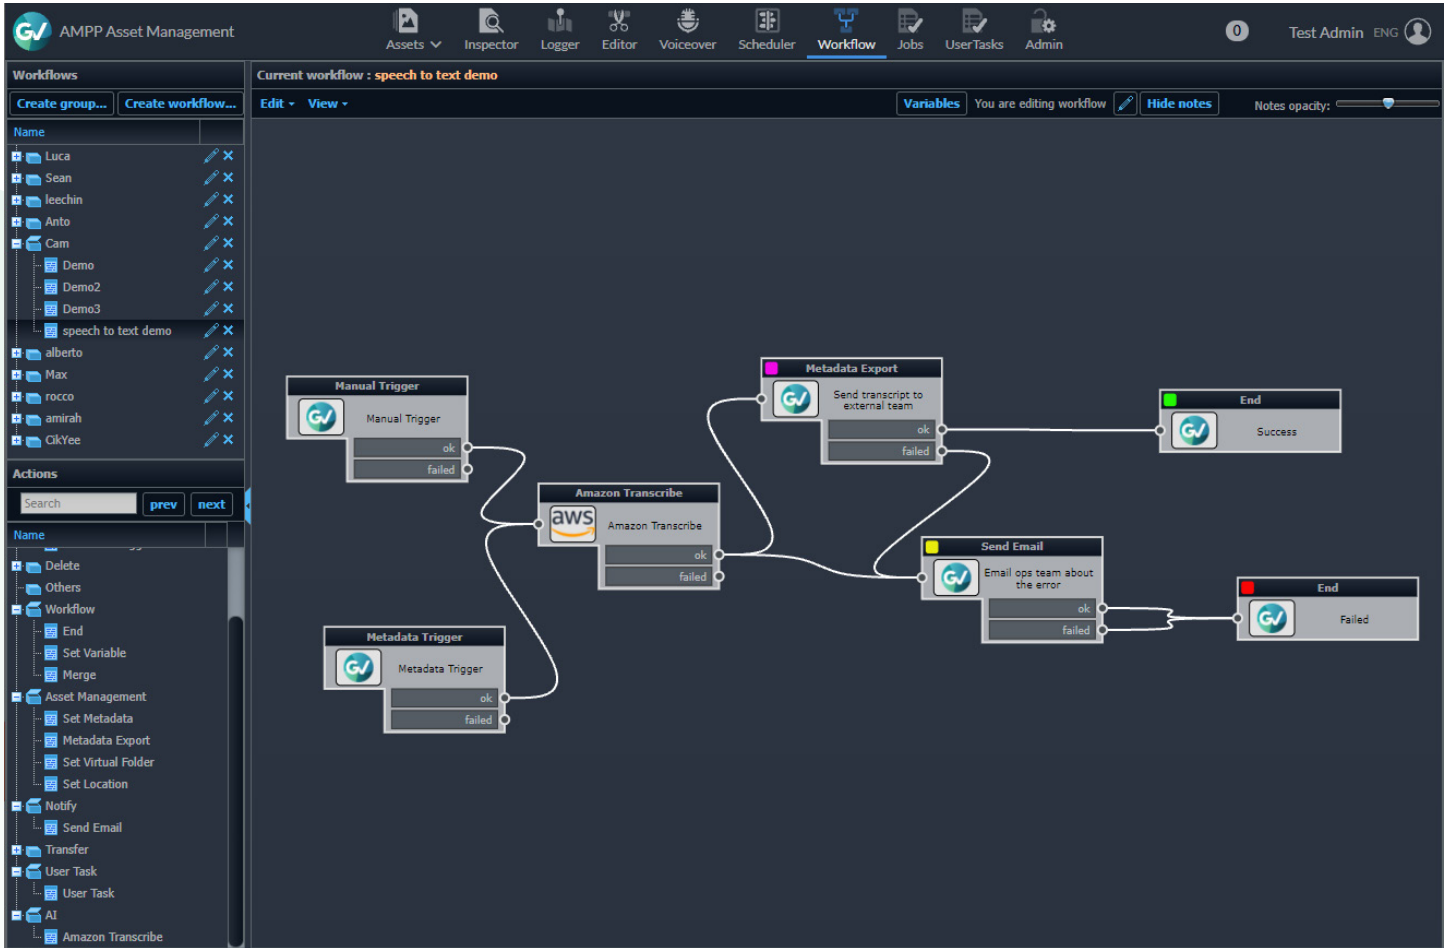 AMPP Asset Management
Assets
Inspector
Logger
Editor
Voiceover
Scheduler
Workflow
Jobs
UserTasks
Admin
0
Test Admin ENG
Workflows
Create group... Create workflow...
Name
Luca
Sean
leechin
Anto
Cam
Demo
Demo2
Demo3
speech to text demo
alberto
Max
rocco
amirah
CikYee
Actions
Search prev next
Name
Delete
Others
Workflow
End
Set Variable
Merge
Asset Management
Set Metadata
Metadata Export
Set Virtual Folder
Set Location
Notify
Send Email
Transfer
User Task
User Task
AI
Amazon Transcribe
Current workflow : speech to text demo
Edit View
Variables You are editing workflow Hide notes Notes opacity:
Manual Trigger
GV Manual Trigger
ok
failed
Metadata Trigger
GV Metadata Trigger
ok
failed
Amazon Transcribe
aws Amazon Transcribe
ok
failed
Metadata Export
GV Send transcript to
external team
ok
failed
Send Email
GV Email ops team about
the error
ok
failed
End
GV Success
End
GV Failed